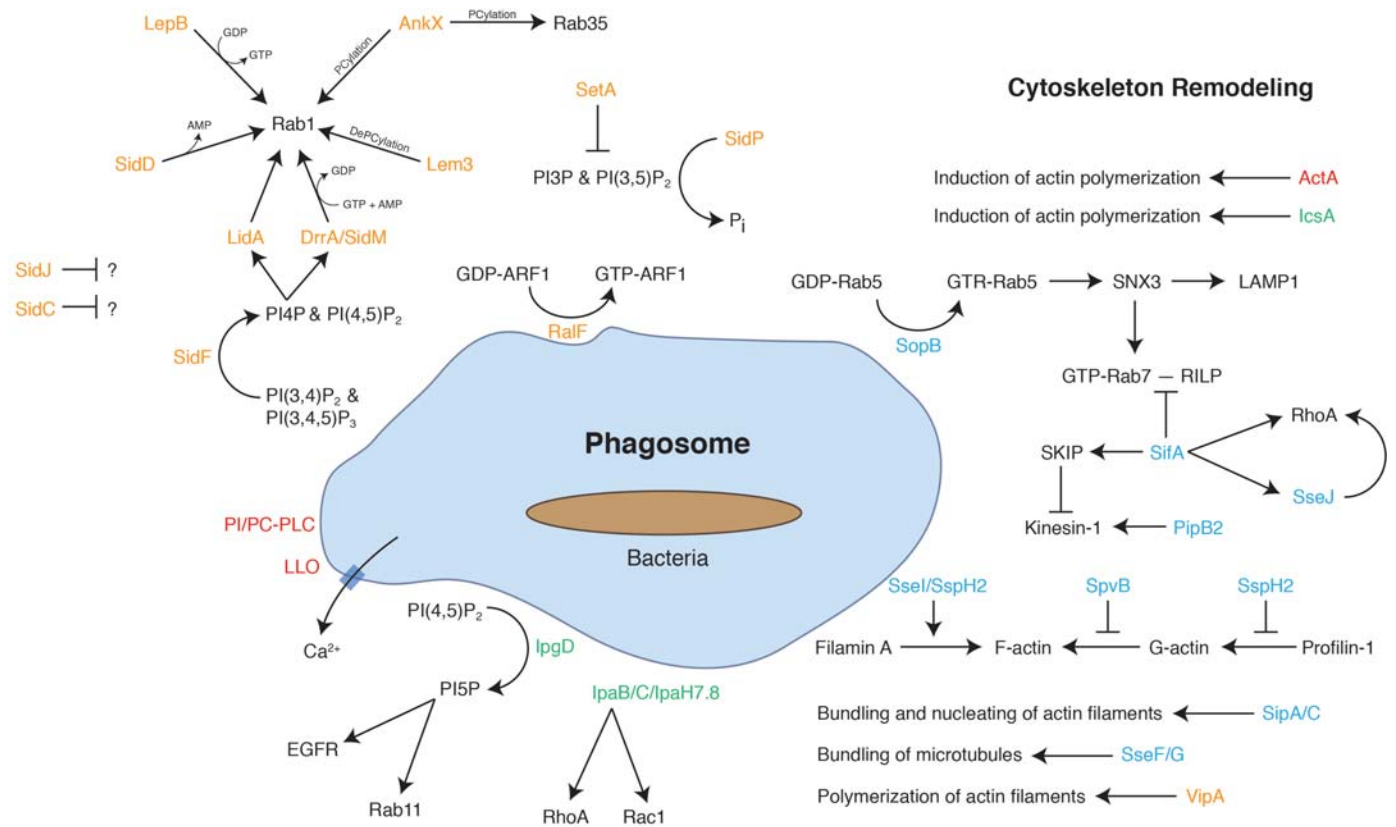 LepB
GDP
GTP
AnkX
PCylation
Rab35
PCylation
Rab1
AMP
SidD
DePCylation
Lem3
GDP
GTP + AMP
LidA
DrrA/SidM
SidJ
?
SidC
?
PI4P & PI(4,5)P₂
SidF
PI(3,4)P₂ &
PI(3,4,5)P₃
SetA
PI3P & PI(3,5)P₂
SidP
Pi
GDP-ARF1
GTP-ARF1
RalF
Cytoskeleton Remodeling
Induction of actin polymerization
ActA
Induction of actin polymerization
IcsA
GDP-Rab5
GTR-Rab5
SNX3
LAMP1
SopB
GTP-Rab7 — RILP
RhoA
SKIP
SifA
SseJ
Kinesin-1
PipB2
Phagosome
Bacteria
PI/PC-PLC
LLO
Ca²⁺
PI(4,5)P₂
IpgD
PI5P
EGFR
Rab11
IpaB/C/IpaH7.8
RhoA
Rac1
SseI/SspH2
SpvB
SspH2
Filamin A
F-actin
G-actin
Profilin-1
Bundling and nucleating of actin filaments
SipA/C
Bundling of microtubules
SseF/G
Polymerization of actin filaments
VipA